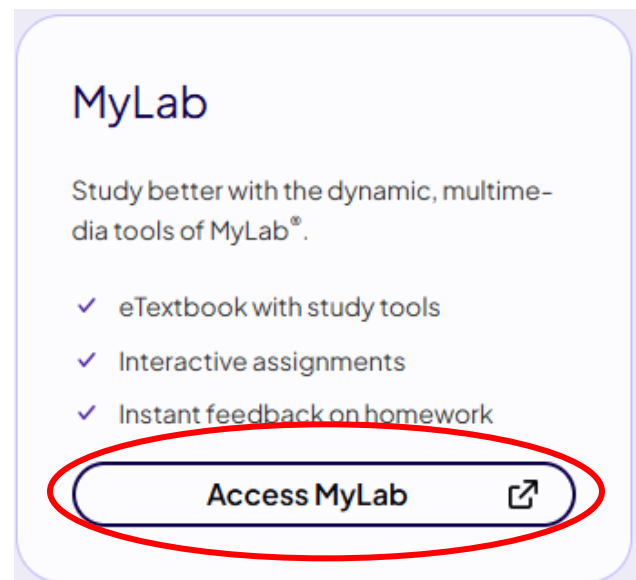 MyLab
Study better with the dynamic, multime-
dia tools of MyLab®.
eTextbook with study tools
Interactive assignments
Instant feedback on homework
Access MyLab